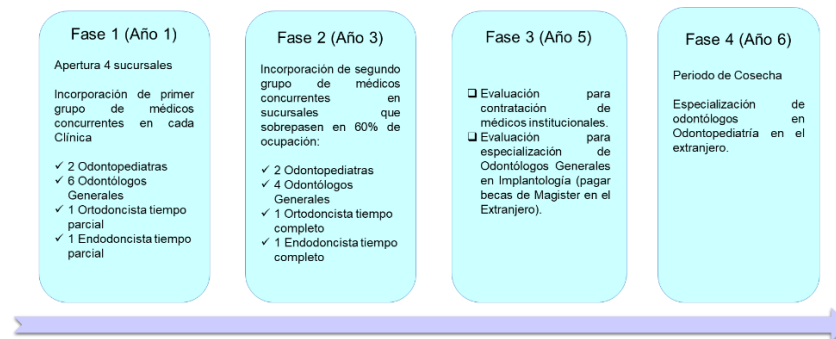 Fase 1 (Año 1)
Apertura 4 sucursales
Incorporación de primer
grupo de médicos
concurrentes en cada
Clínica
✓ 2 Odontopediatras
✓ 6 Odontólogos
Generales
✓ 1 Ortodoncista tiempo
parcial
✓ 1 Endodoncista tiempo
parcial
Fase 2 (Año 3)
Incorporación de segundo
grupo de médicos
concurrentes en
sucursales que
sobrepasen en 60% de
ocupación:
✓ 2 Odontopediatras
✓ 4 Odontólogos
Generales
✓ 1 Ortodoncista tiempo
completo
✓ 1 Endodoncista tiempo
completo
Fase 3 (Año 5)
❑ Evaluación para
contratación de
médicos institucionales.
❑ Evaluación para
especialización de
Odontólogos Generales
en Implantología (pagar
becas de Magister en el
Extranjero).
Fase 4 (Año 6)
Periodo de Cosecha
Especialización de
odontólogos en
Odontopediatría en el
extranjero.